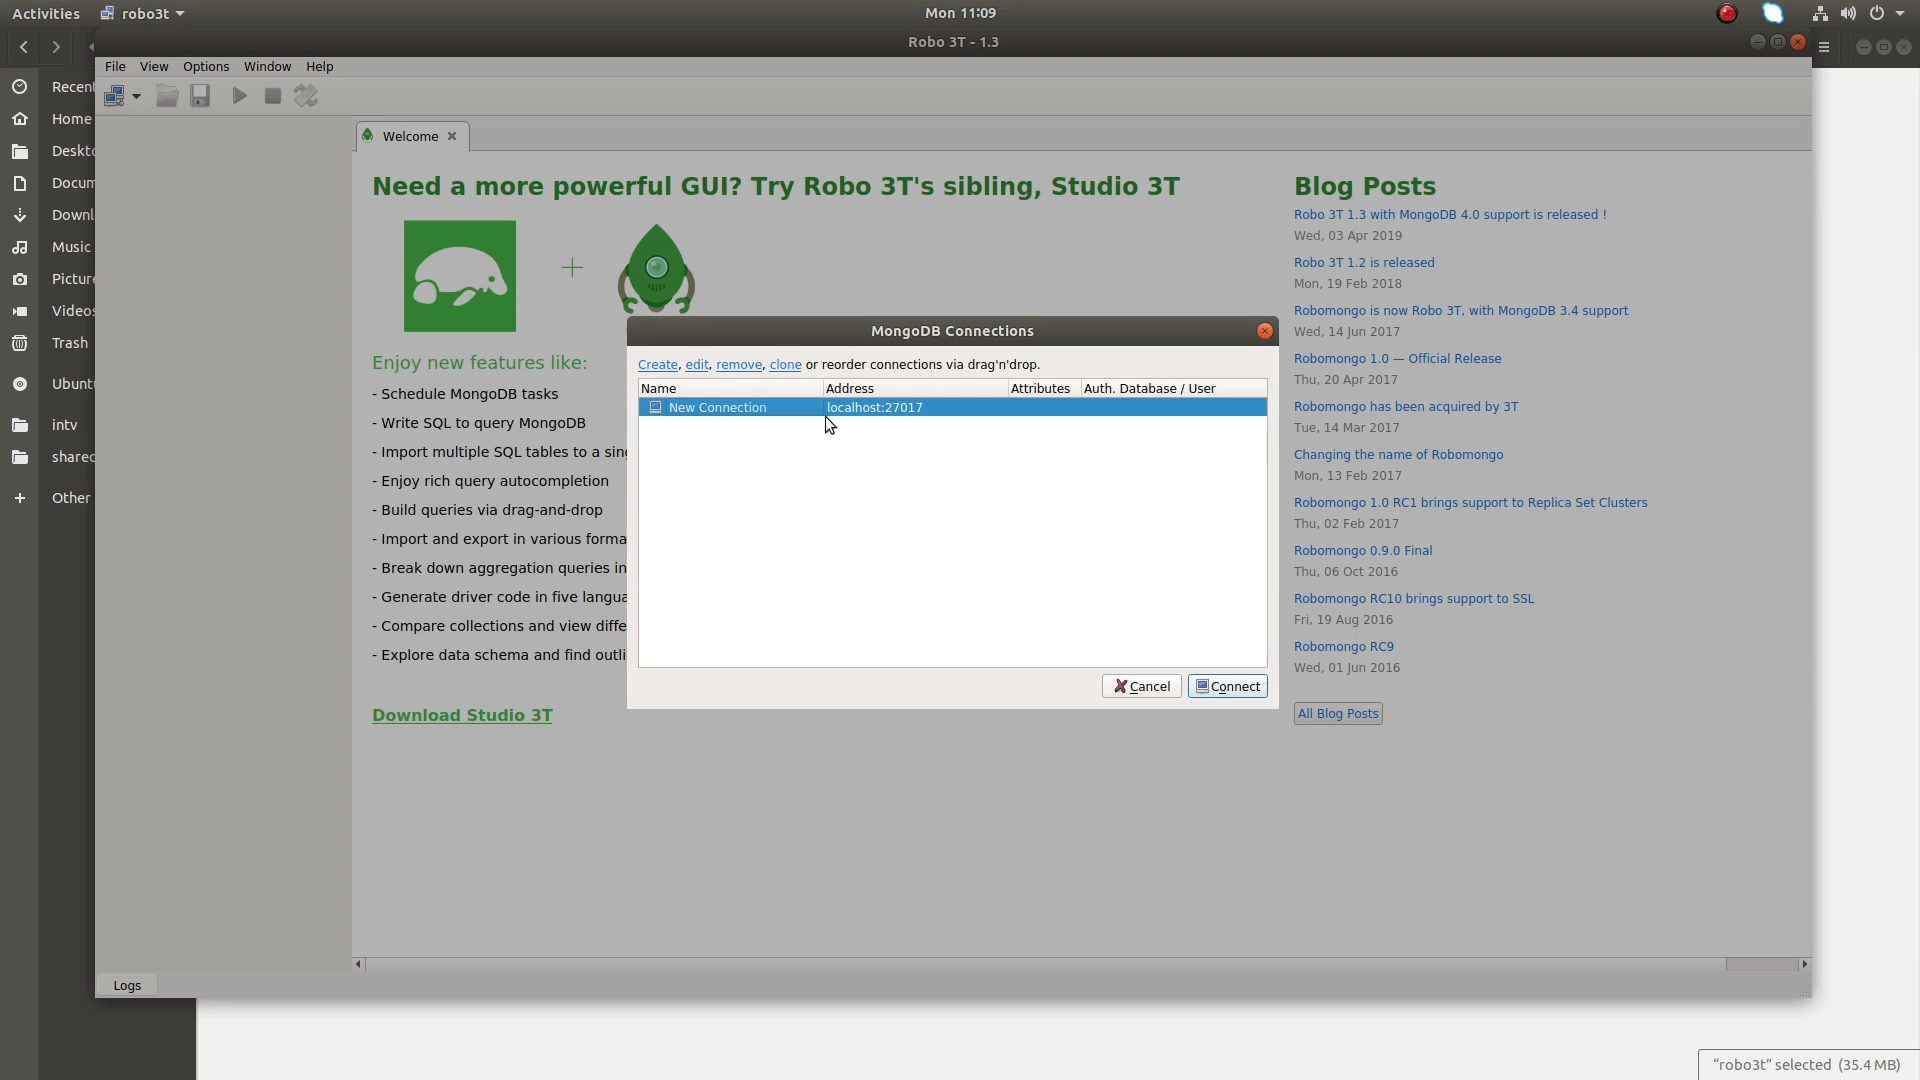 Activities
robo3t
Mon 11:09
Robo 3T - 1.3
File View Options Window Help
Recent
Home
Deskto
Docum
Downl
Music
Picture
Videos
Trash
Ubunt
intv
shared
Other
Welcome
Need a more powerful GUI? Try Robo 3T's sibling, Studio 3T
Enjoy new features like:
- Schedule MongoDB tasks
- Write SQL to query MongoDB
- Import multiple SQL tables to a sing
- Enjoy rich query autocompletion
- Build queries via drag-and-drop
- Import and export in various forma
- Break down aggregation queries in
- Generate driver code in five langua
- Compare collections and view diffe
- Explore data schema and find outli
Download Studio 3T
MongoDB Connections
Create, edit, remove, clone or reorder connections via drag'n'drop.
Name Address Attributes Auth. Database / User
New Connection localhost:27017
Cancel Connect
Blog Posts
Robo 3T 1.3 with MongoDB 4.0 support is released !
Wed, 03 Apr 2019
Robo 3T 1.2 is released
Mon, 19 Feb 2018
Robomongo is now Robo 3T, with MongoDB 3.4 support
Wed, 14 Jun 2017
Robomongo 1.0 — Official Release
Thu, 20 Apr 2017
Robomongo has been acquired by 3T
Tue, 14 Mar 2017
Changing the name of Robomongo
Mon, 13 Feb 2017
Robomongo 1.0 RC1 brings support to Replica Set Clusters
Thu, 02 Feb 2017
Robomongo 0.9.0 Final
Thu, 06 Oct 2016
Robomongo RC10 brings support to SSL
Fri, 19 Aug 2016
Robomongo RC9
Wed, 01 Jun 2016
All Blog Posts
Logs
“robo3t” selected (35.4 MB)